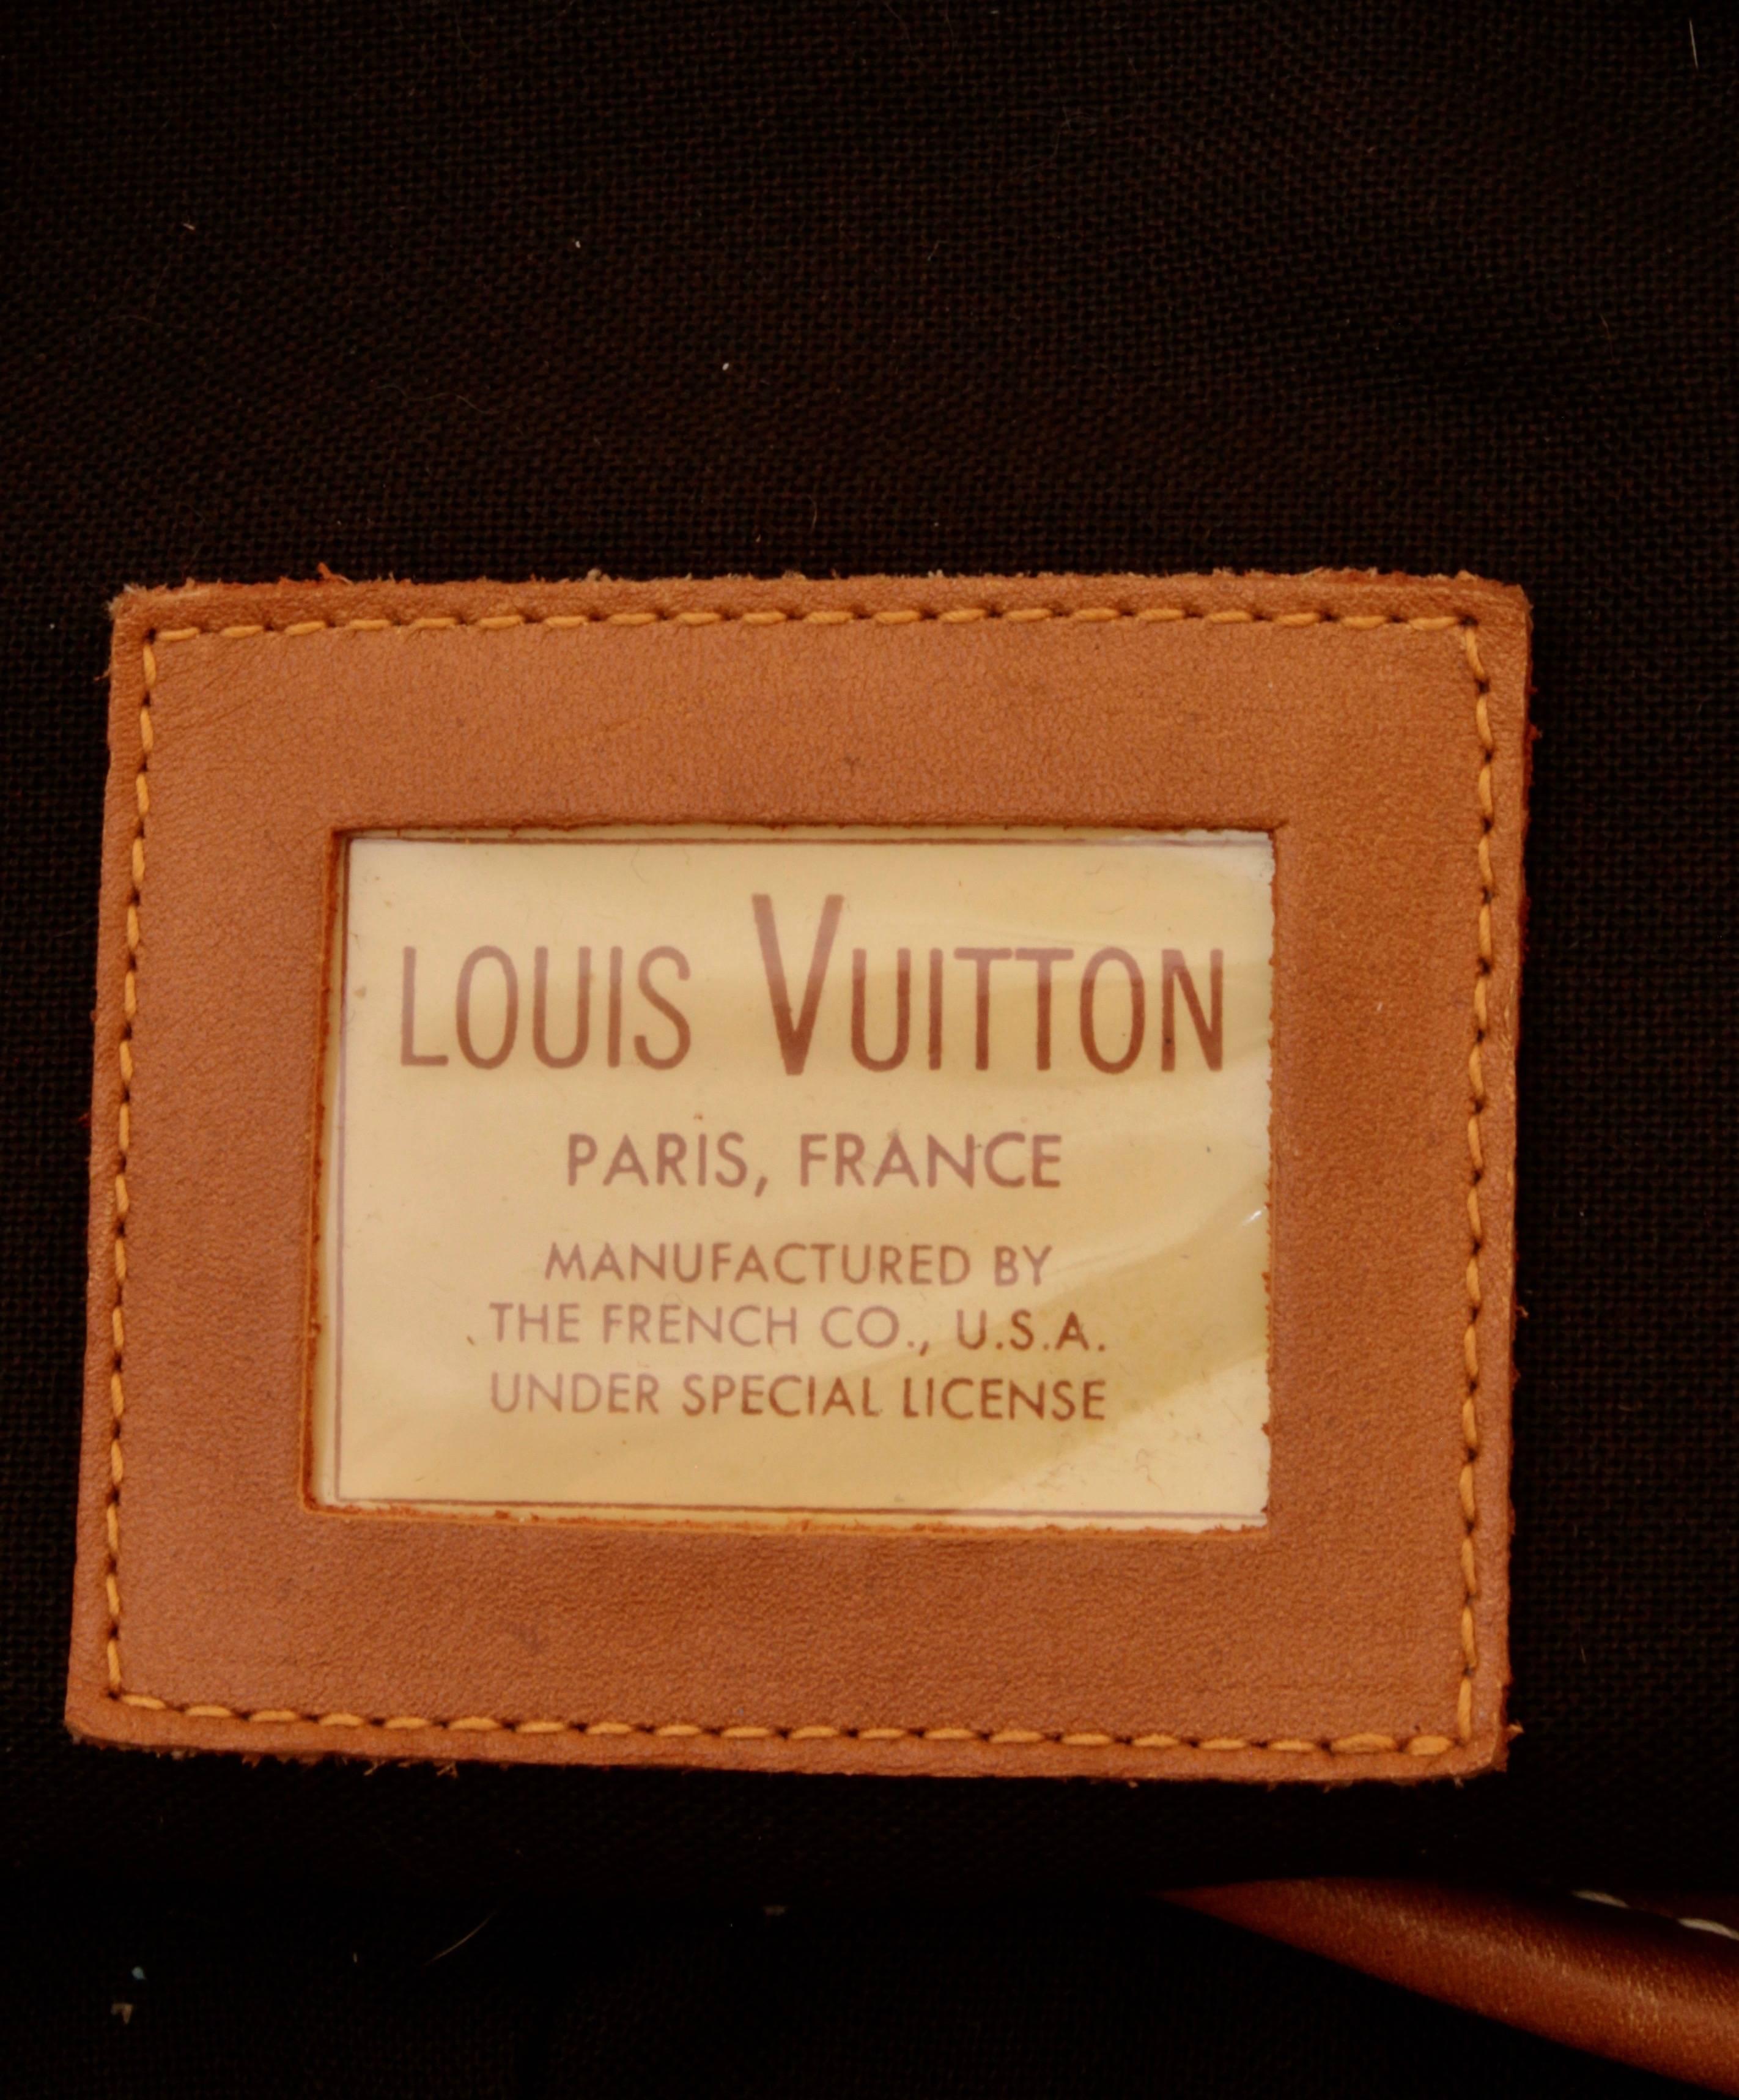 LOUIS VUITTON
PARIS, FRANCE
MANUFACTURED BY
THE FRENCH CO., U.S.A.
UNDER SPECIAL LICENSE